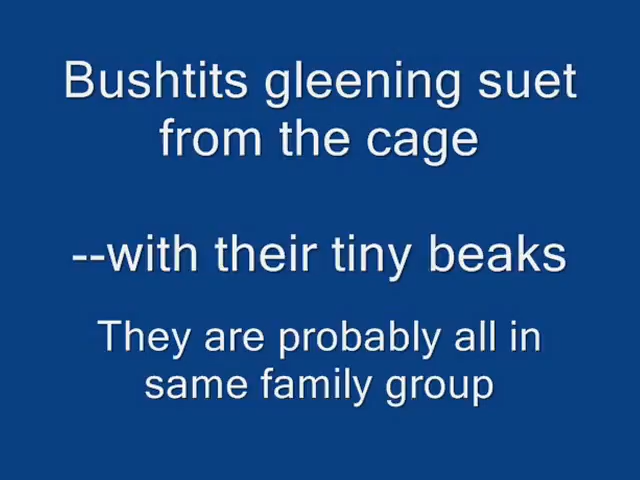 Bushtits gleening suet
from the cage
--with their tiny beaks
They are probably all in
same family group